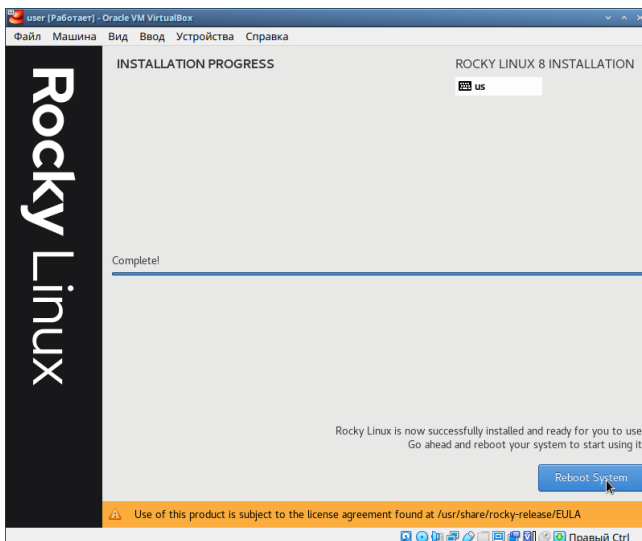 user [Работает] - Oracle VM VirtualBox
Файл Машина Вид Ввод Устройства Справка
Rocky Linux
INSTALLATION PROGRESS
ROCKY LINUX 8 INSTALLATION
us
Complete!
Rocky Linux is now successfully installed and ready for you to use
Go ahead and reboot your system to start using it
Reboot System
Use of this product is subject to the license agreement found at /usr/share/rocky-release/EULA
Правый Ctrl